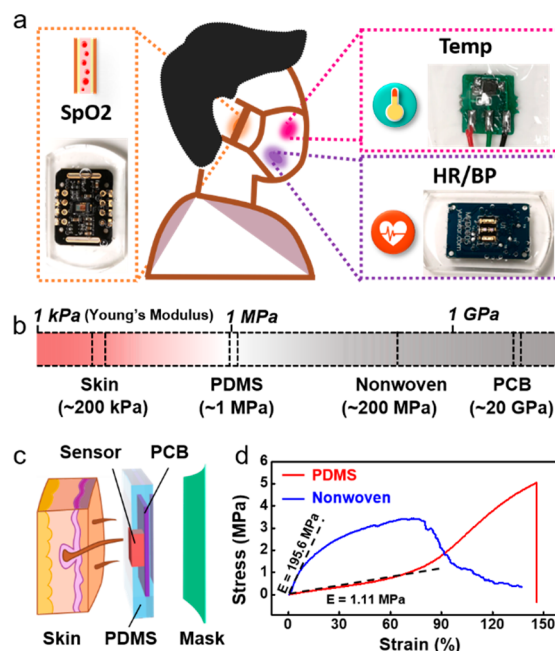 a
SpO2
Temp
HR/BP
b
1 kPa (Young's Modulus)
1 MPa
1 GPa
Skin
(~200 kPa)
PDMS
(~1 MPa)
Nonwoven
(~200 MPa)
PCB
(~20 GPa)
c
Sensor
PCB
Skin
PDMS
Mask
d
PDMS
Nonwoven
E = 195.6 MPa
E = 1.11 MPa
Stress (MPa)
6
5
4
3
2
1
0
0
30
60
90
120
150
Strain (%)